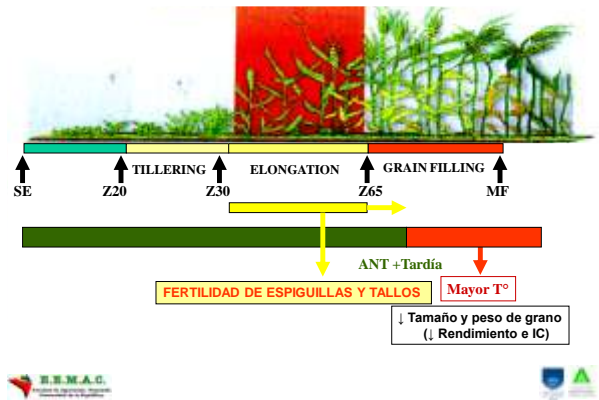 TILLERING
ELONGATION
GRAIN FILLING
SE
Z20
Z30
Z65
MF
ANT +Tardía
FERTILIDAD DE ESPIGUILLAS Y TALLOS
Mayor T°
↓ Tamaño y peso de grano
(↓ Rendimiento e IC)
E.E.M.A.C.